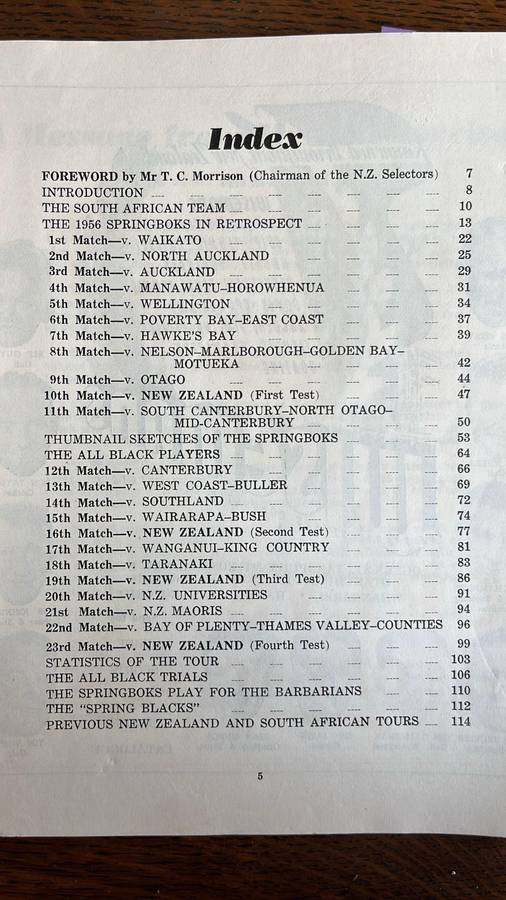 Index
FOREWORD by Mr T. C. Morrison (Chairman of the N.Z. Selectors) 7
INTRODUCTION 8
THE SOUTH AFRICAN TEAM 10
THE 1956 SPRINGBOKS IN RETROSPECT 13
1st Match—v. WAIKATO 22
2nd Match—v. NORTH AUCKLAND 25
3rd Match—v. AUCKLAND 29
4th Match—v. MANAWATU–HOROWHENUA 31
5th Match—v. WELLINGTON 34
6th Match—v. POVERTY BAY–EAST COAST 37
7th Match—v. HAWKE'S BAY 39
8th Match—v. NELSON–MARLBOROUGH–GOLDEN BAY–
MOTUEKA 42
9th Match—v. OTAGO 44
10th Match—v. NEW ZEALAND (First Test) 47
11th Match—v. SOUTH CANTERBURY–NORTH OTAGO–
MID-CANTERBURY 50
THUMBNAIL SKETCHES OF THE SPRINGBOKS 53
THE ALL BLACK PLAYERS 64
12th Match—v. CANTERBURY 66
13th Match—v. WEST COAST–BULLER 69
14th Match—v. SOUTHLAND 72
15th Match—v. WAIRARAPA–BUSH 74
16th Match—v. NEW ZEALAND (Second Test) 77
17th Match—v. WANGANUI–KING COUNTRY 81
18th Match—v. TARANAKI 83
19th Match—v. NEW ZEALAND (Third Test) 86
20th Match—v. N.Z. UNIVERSITIES 91
21st Match—v. N.Z. MAORIS 94
22nd Match—v. BAY OF PLENTY–THAMES VALLEY–COUNTIES 96
23rd Match—v. NEW ZEALAND (Fourth Test) 99
STATISTICS OF THE TOUR 103
THE ALL BLACK TRIALS 106
THE SPRINGBOKS PLAY FOR THE BARBARIANS 110
THE "SPRING BLACKS" 112
PREVIOUS NEW ZEALAND AND SOUTH AFRICAN TOURS 114
5